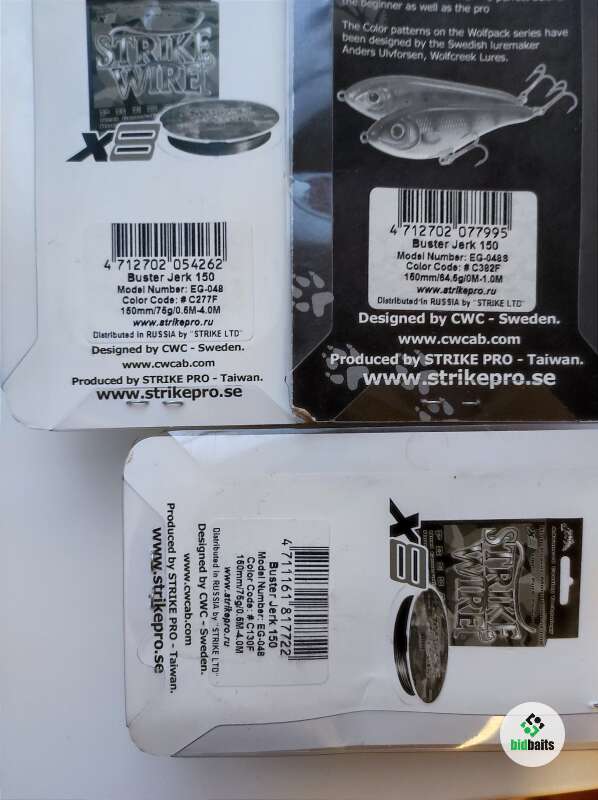 STRIKE
WIRE
X8
4 712702 054262
Buster Jerk 150
Model Number: EG-048
Color Code: # C277F
150mm/75g/0.5M-4.0M
www.strikepro.ru
Distributed in RUSSIA by "STRIKE LTD"
Designed by CWC - Sweden.
www.cwcab.com
Produced by STRIKE PRO - Taiwan.
www.strikepro.se
the beginner as well as the pro
The Color patterns on the Wolfpack series have
been designed by the Swedish luremaker
Anders Ulvforsen, Wolfcreek Lures.
4 712702 077995
Buster Jerk 150
Model Number: EG-048S
Color Code: # C382F
150mm/64,5g/0M-1.0M
Distributed in RUSSIA by "STRIKE LTD"
Designed by CWC - Sweden.
www.cwcab.com
Produced by STRIKE PRO - Taiwan.
www.strikepro.se
STRIKE
WIRE
X8
4 711161 817722
Buster Jerk 150
Model Number: EG-048
Color Code: # C130F
150mm/75g/0.5M-4.0M
www.strikepro.ru
Distributed in RUSSIA by "STRIKE LTD"
Designed by CWC - Sweden.
www.cwcab.com
Produced by STRIKE PRO - Taiwan.
www.strikepro.se
bidbaits